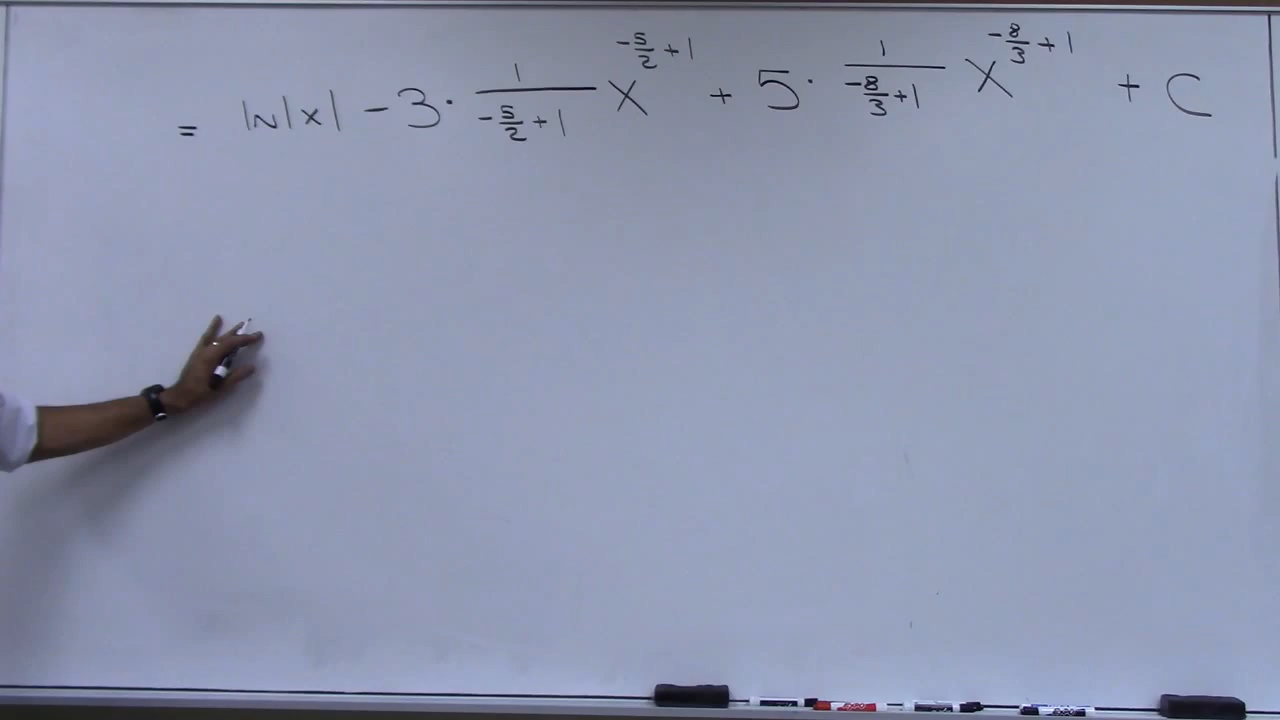 = ln|x| - 3 · 1/(-5/2 + 1) x^(-5/2 + 1) + 5 · 1/(-8/3 + 1) x^(-8/3 + 1) + C